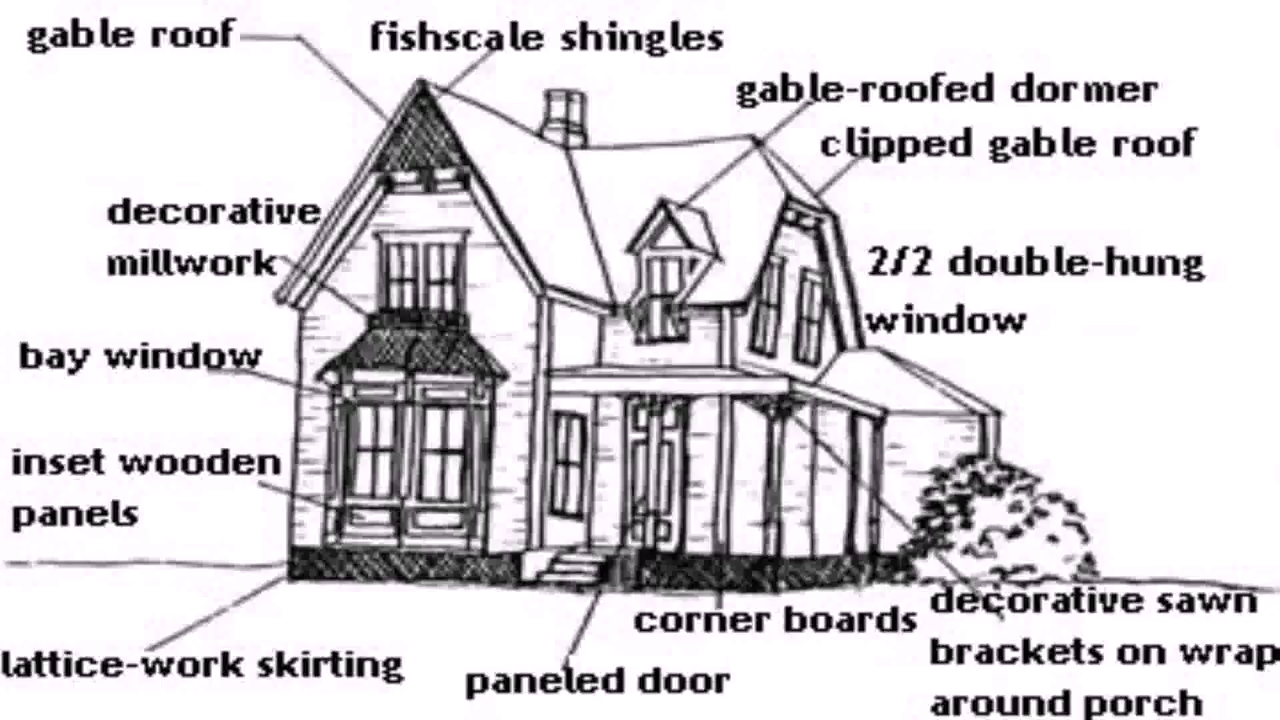 gable roof
fishscale shingles
gable-roofed dormer
clipped gable roof
decorative
millwork
2/2 double-hung
window
bay window
inset wooden
panels
decorative sawn
brackets on wrap
around porch
corner boards
lattice-work skirting
paneled door